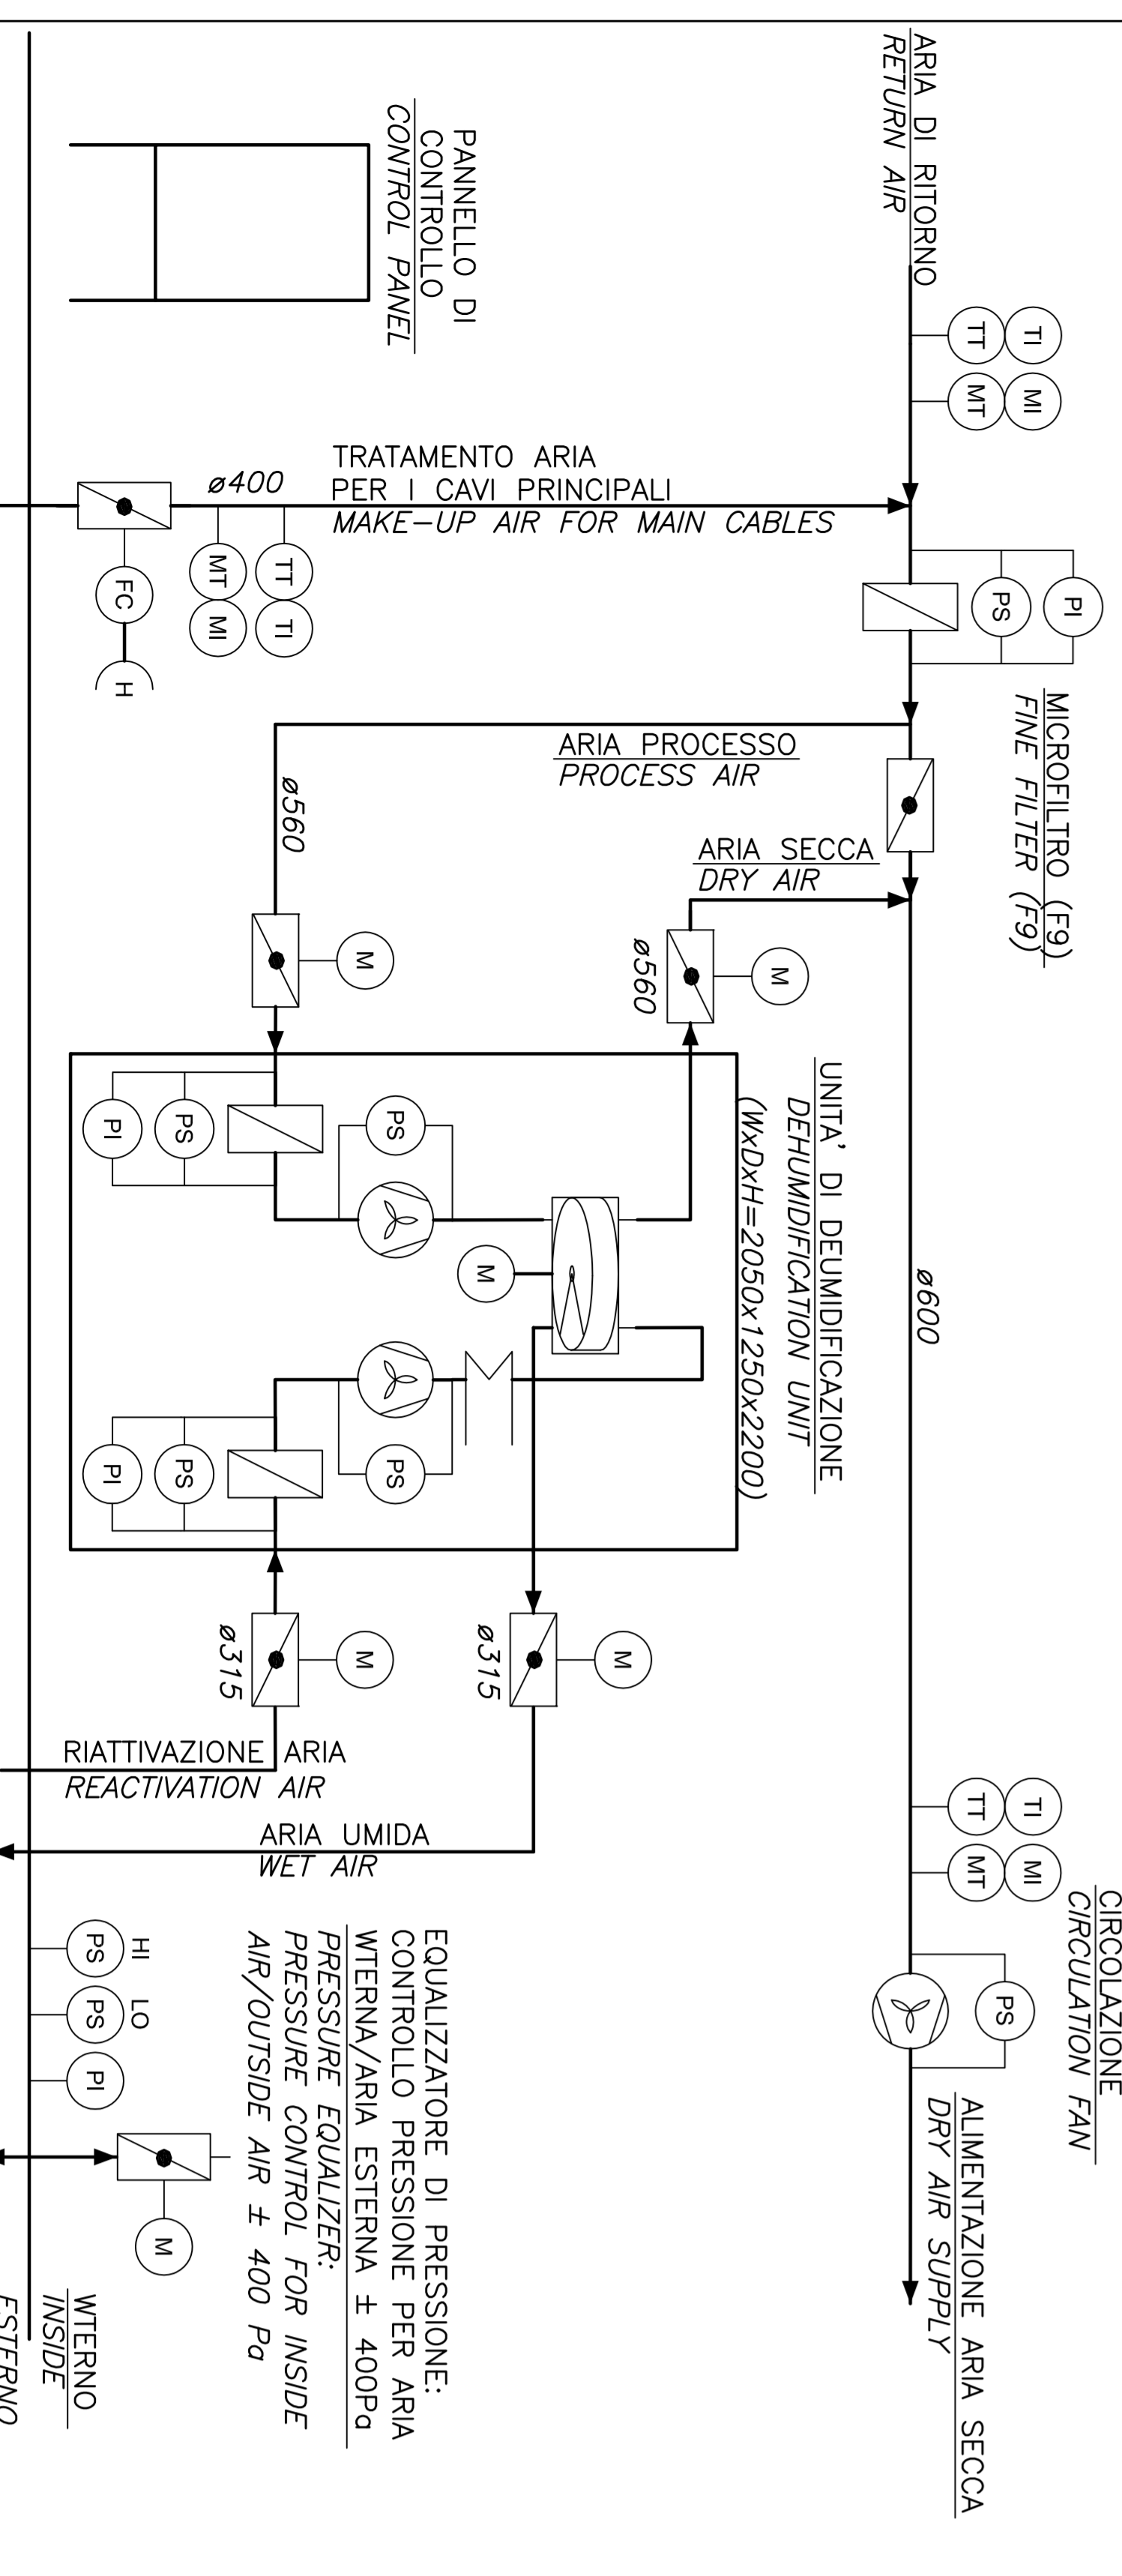 ARIA DI RITORNO
RETURN AIR
TI
TT
MI
MT
PANNELLO DI
CONTROLLO
CONTROL PANEL
TRATAMENTO ARIA
PER I CAVI PRINCIPALI
MAKE-UP AIR FOR MAIN CABLES
ø400
MT
MI
TT
TI
FC
H
PI
PS
MICROFILTRO (F9)
FINE FILTER (F9)
ARIA PROCESSO
PROCESS AIR
ø560
M
ARIA SECCA
DRY AIR
ø560
M
UNITA' DI DEUMIDIFICAZIONE
DEHUMIDIFICATION UNIT
(WxDxH=2050x1250x2200)
PI
PS
PS
M
PI
PS
PS
ø600
ø315
M
ø315
M
RIATTIVAZIONE ARIA
REACTIVATION AIR
ARIA UMIDA
WET AIR
TI
TT
MI
MT
CIRCOLAZIONE
CIRCULATION FAN
PS
ALIMENTAZIONE ARIA SECCA
DRY AIR SUPPLY
EQUALIZZATORE DI PRESSIONE:
CONTROLLO PRESSIONE PER ARIA
WTERNA/ARIA ESTERNA ± 400Pa
PRESSURE EQUALIZER:
PRESSURE CONTROL FOR INSIDE
AIR/OUTSIDE AIR ± 400 Pa
HI
PS
LO
PS
PI
M
WTERNO
INSIDE
ESTERNO